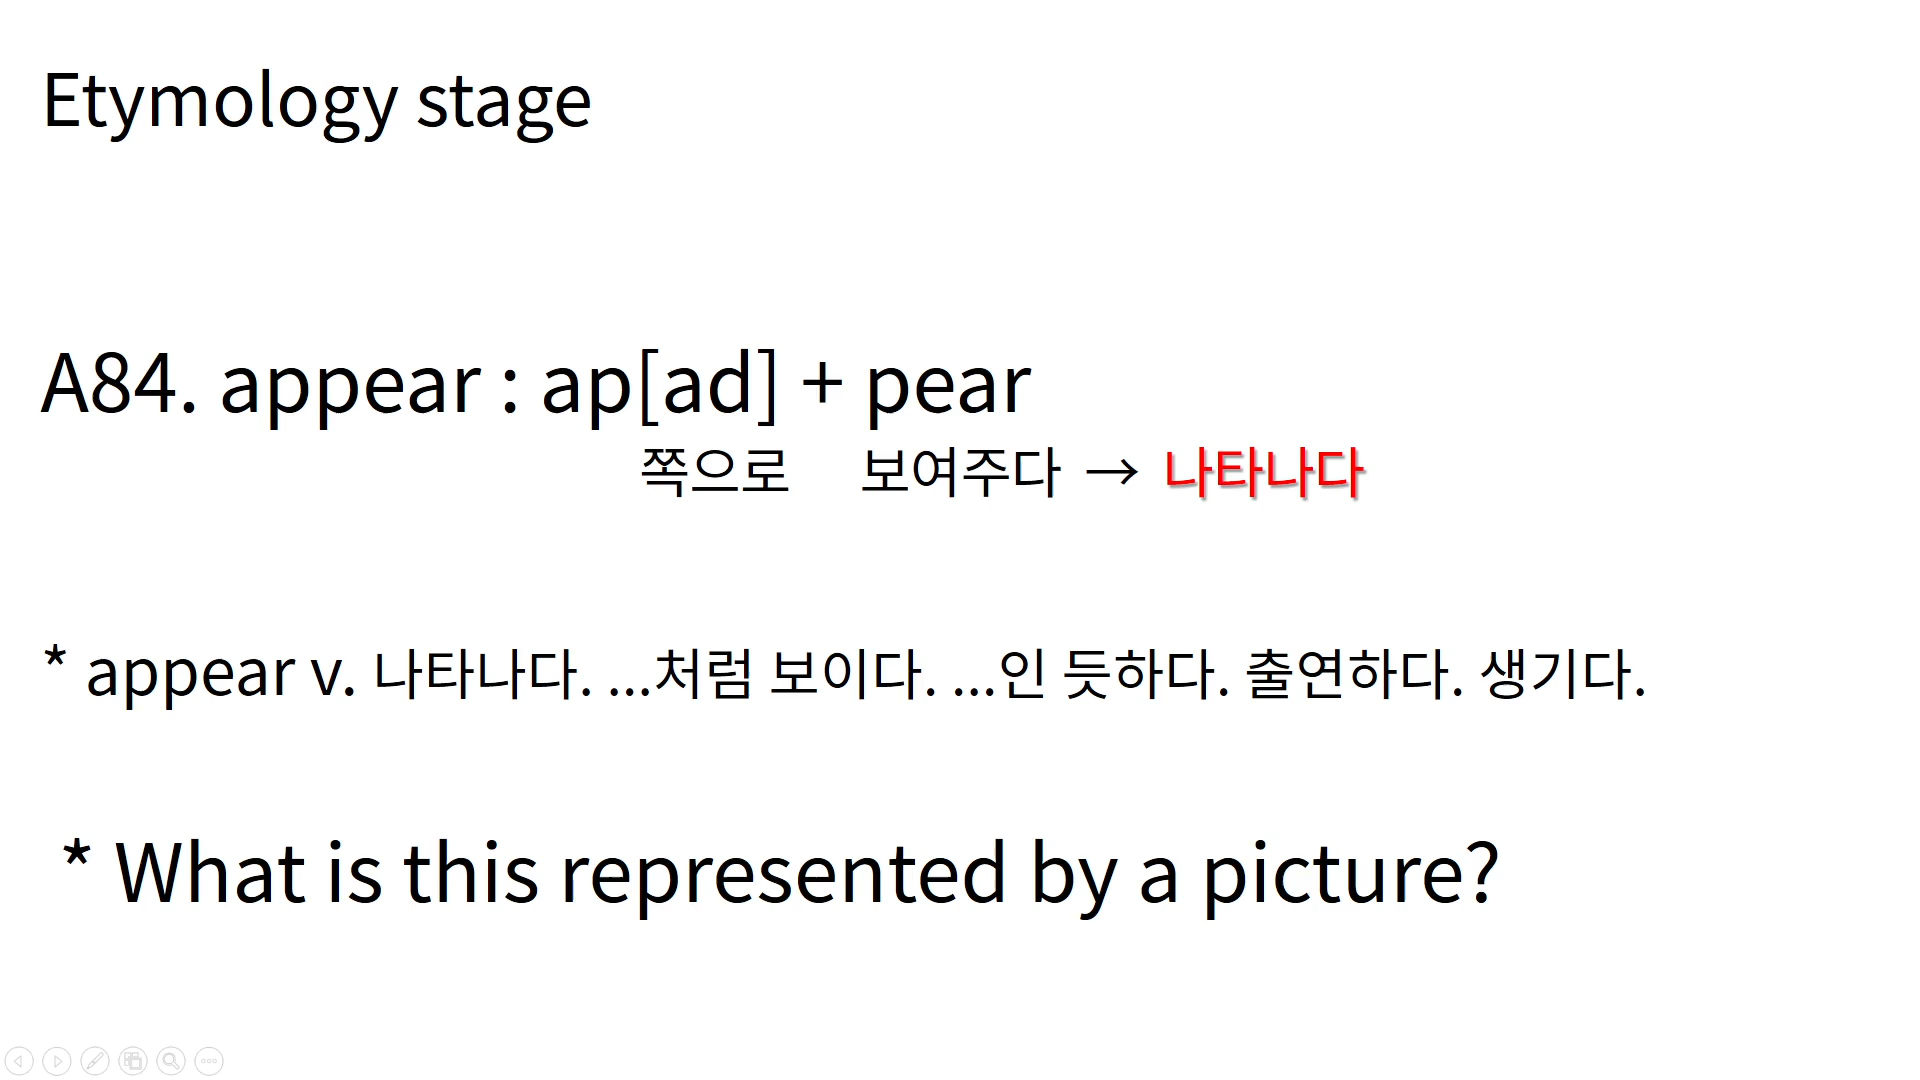 Etymology stage
A84. appear : ap[ad] + pear
쪽으로 보여주다 → 나타나다
* appear v. 나타나다. ...처럼 보이다. ...인 듯하다. 출연하다. 생기다.
* What is this represented by a picture?